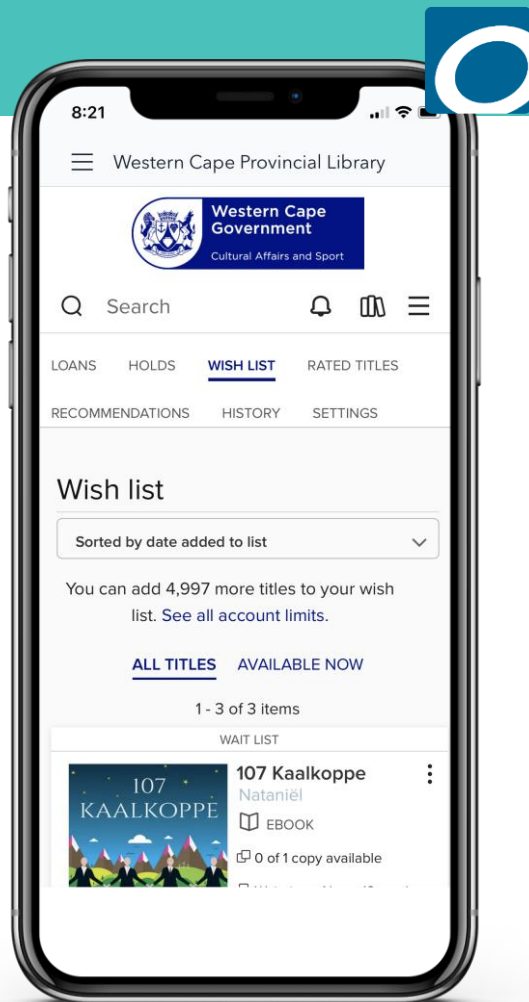 8:21
Western Cape Provincial Library
Western Cape
Government
Cultural Affairs and Sport
Search
LOANS HOLDS WISH LIST RATED TITLES
RECOMMENDATIONS HISTORY SETTINGS
Wish list
Sorted by date added to list
You can add 4,997 more titles to your wish
list. See all account limits.
ALL TITLES AVAILABLE NOW
1 - 3 of 3 items
WAIT LIST
107 Kaalkoppe
Nataniël
EBOOK
0 of 1 copy available
107
KAALKOPPE